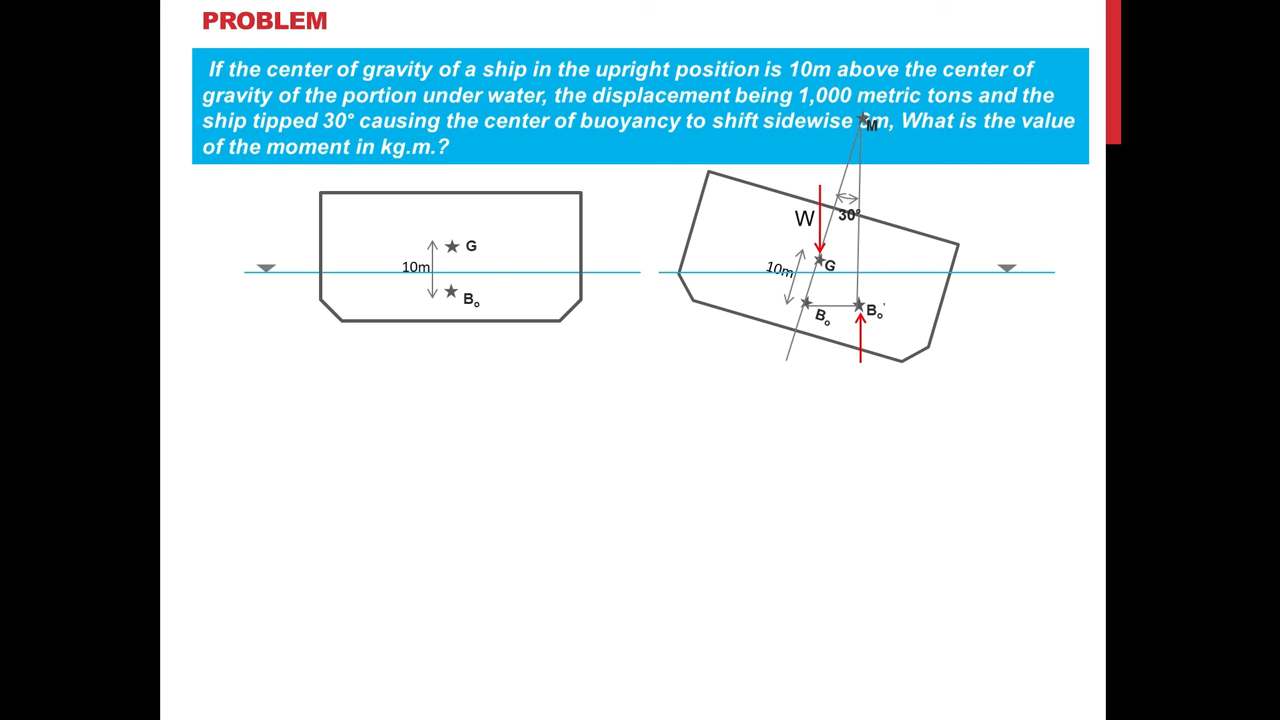 PROBLEM
If the center of gravity of a ship in the upright position is 10m above the center of
gravity of the portion under water, the displacement being 1,000 metric tons and the
ship tipped 30° causing the center of buoyancy to shift sidewise m, What is the value
of the moment in kg.m.?
M
W
30°
G
10m
Bo
10m
G
Bo
Bo'